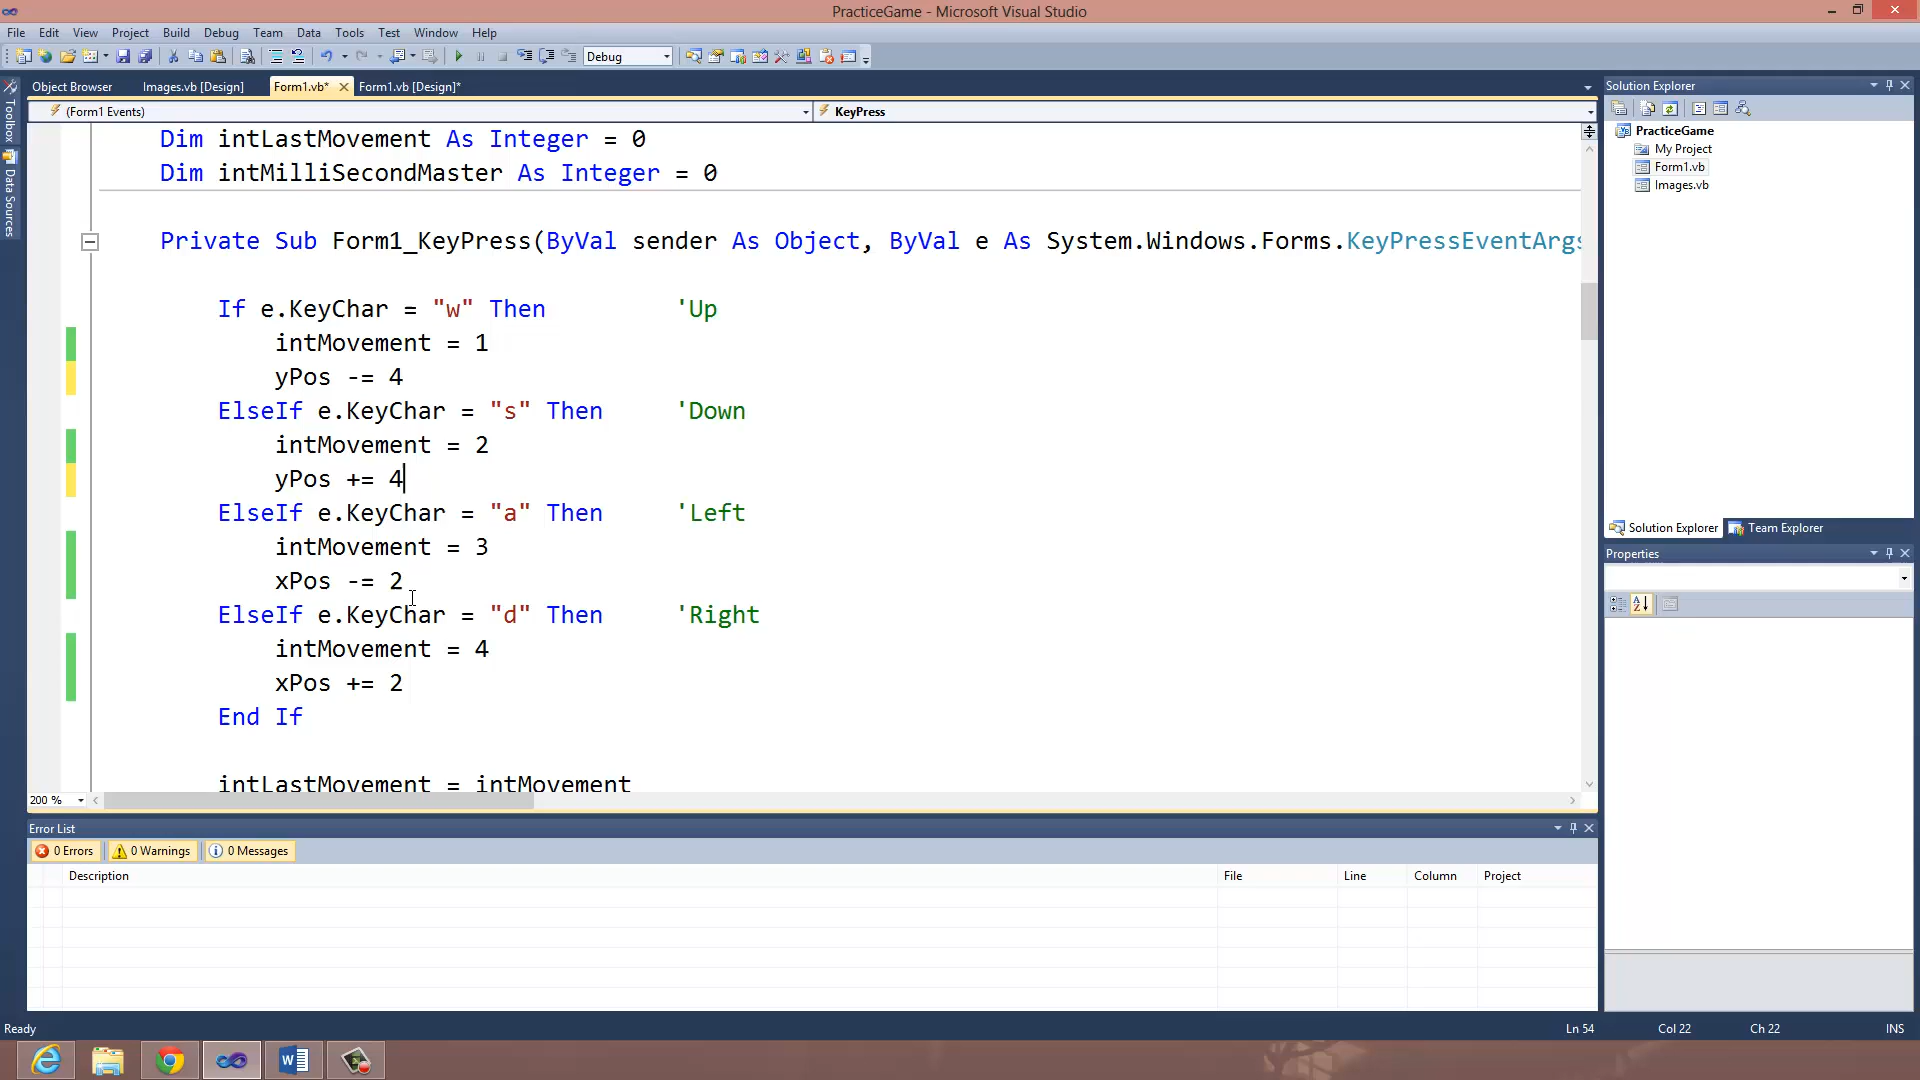 PracticeGame - Microsoft Visual Studio
File Edit View Project Build Debug Team Data Tools Test Window Help
Debug
Object Browser Images.vb [Design] Form1.vb* Form1.vb [Design]*
(Form1 Events) KeyPress
Toolbox
Data Sources
Dim intLastMovement As Integer = 0
Dim intMilliSecondMaster As Integer = 0
Private Sub Form1_KeyPress(ByVal sender As Object, ByVal e As System.Windows.Forms.KeyPressEventArgs
If e.KeyChar = "w" Then 'Up
intMovement = 1
yPos -= 4
ElseIf e.KeyChar = "s" Then 'Down
intMovement = 2
yPos += 4
ElseIf e.KeyChar = "a" Then 'Left
intMovement = 3
xPos -= 2
ElseIf e.KeyChar = "d" Then 'Right
intMovement = 4
xPos += 2
End If
intLastMovement = intMovement
200 %
Solution Explorer
PracticeGame
My Project
Form1.vb
Images.vb
Solution Explorer Team Explorer
Properties
Error List
0 Errors 0 Warnings 0 Messages
Description File Line Column Project
Ready Ln 54 Col 22 Ch 22 INS